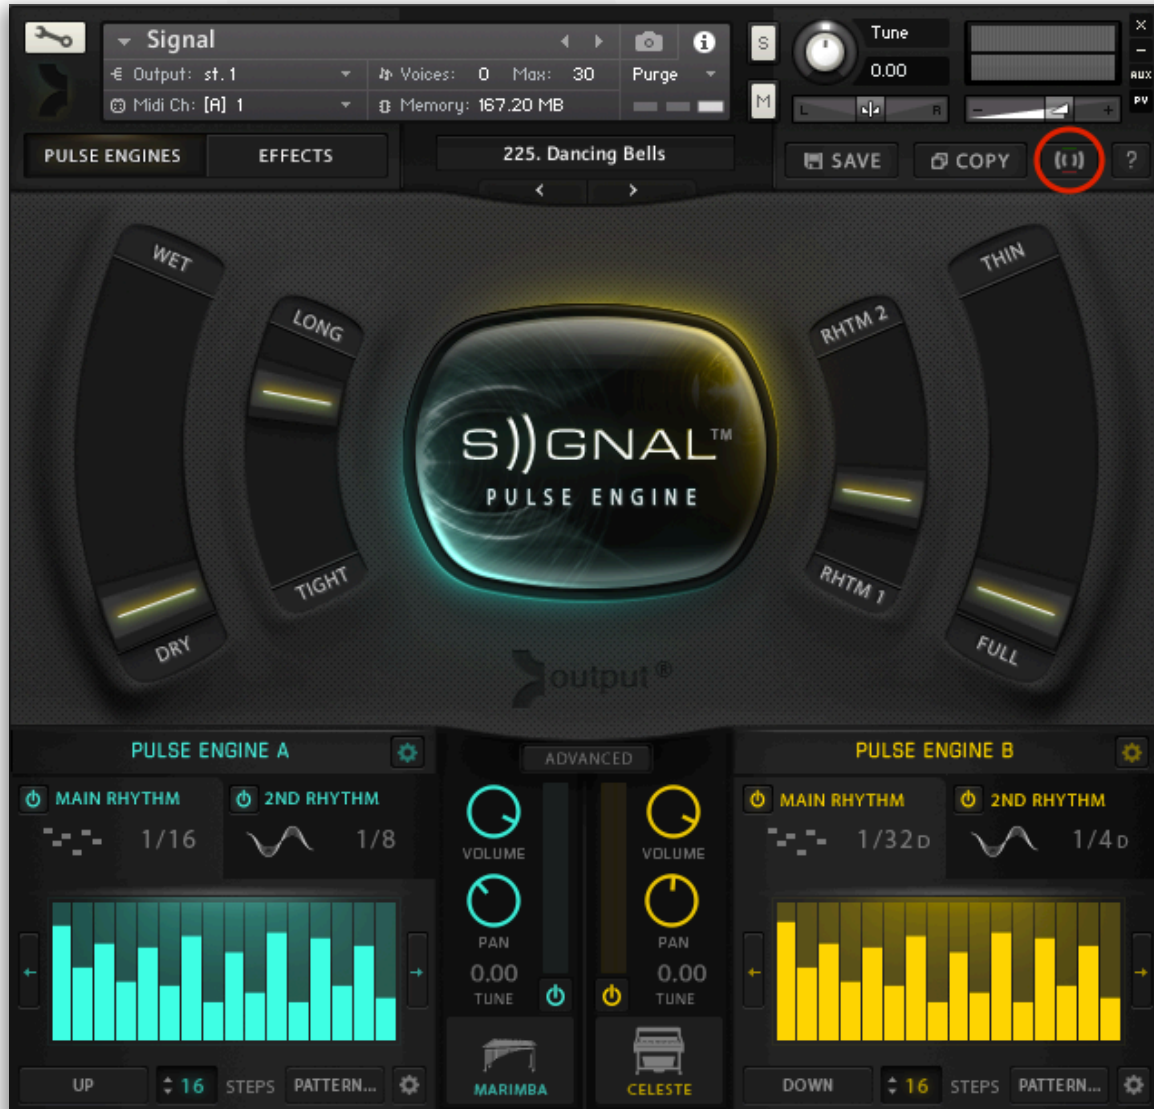 Signal
Output: st.1
Voices: 0 Max: 30
Purge
Midi Ch: [A] 1
Memory: 167.20 MB
S
M
Tune
0.00
L R
- +
X
-
AUX
PV
PULSE ENGINES
EFFECTS
225. Dancing Bells
< >
SAVE
COPY
?
WET
DRY
LONG
TIGHT
S))GNAL™
PULSE ENGINE
RHTM 2
RHTM 1
THIN
FULL
output®
PULSE ENGINE A
MAIN RHYTHM
1/16
2ND RHYTHM
1/8
UP
16 STEPS
PATTERN...
ADVANCED
VOLUME
PAN
0.00
TUNE
MARIMBA
VOLUME
PAN
0.00
TUNE
CELESTE
PULSE ENGINE B
MAIN RHYTHM
1/32 D
2ND RHYTHM
1/4 D
DOWN
16 STEPS
PATTERN...